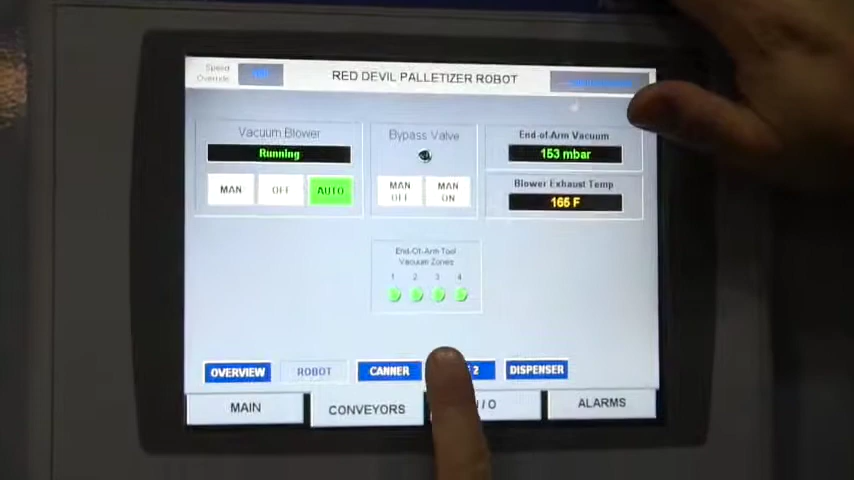 Speed
Override
RED DEVIL PALLETIZER ROBOT
Vacuum Blower
Running
MAN
OFF
AUTO
Bypass Valve
MAN
OFF
MAN
ON
End-of-Arm Vacuum
153 mbar
Blower Exhaust Temp
165 F
End-Of-Arm Tool
Vacuum Zones
1 2 3 4
OVERVIEW
ROBOT
CANNER
2
DISPENSER
MAIN
CONVEYORS
I / O
ALARMS